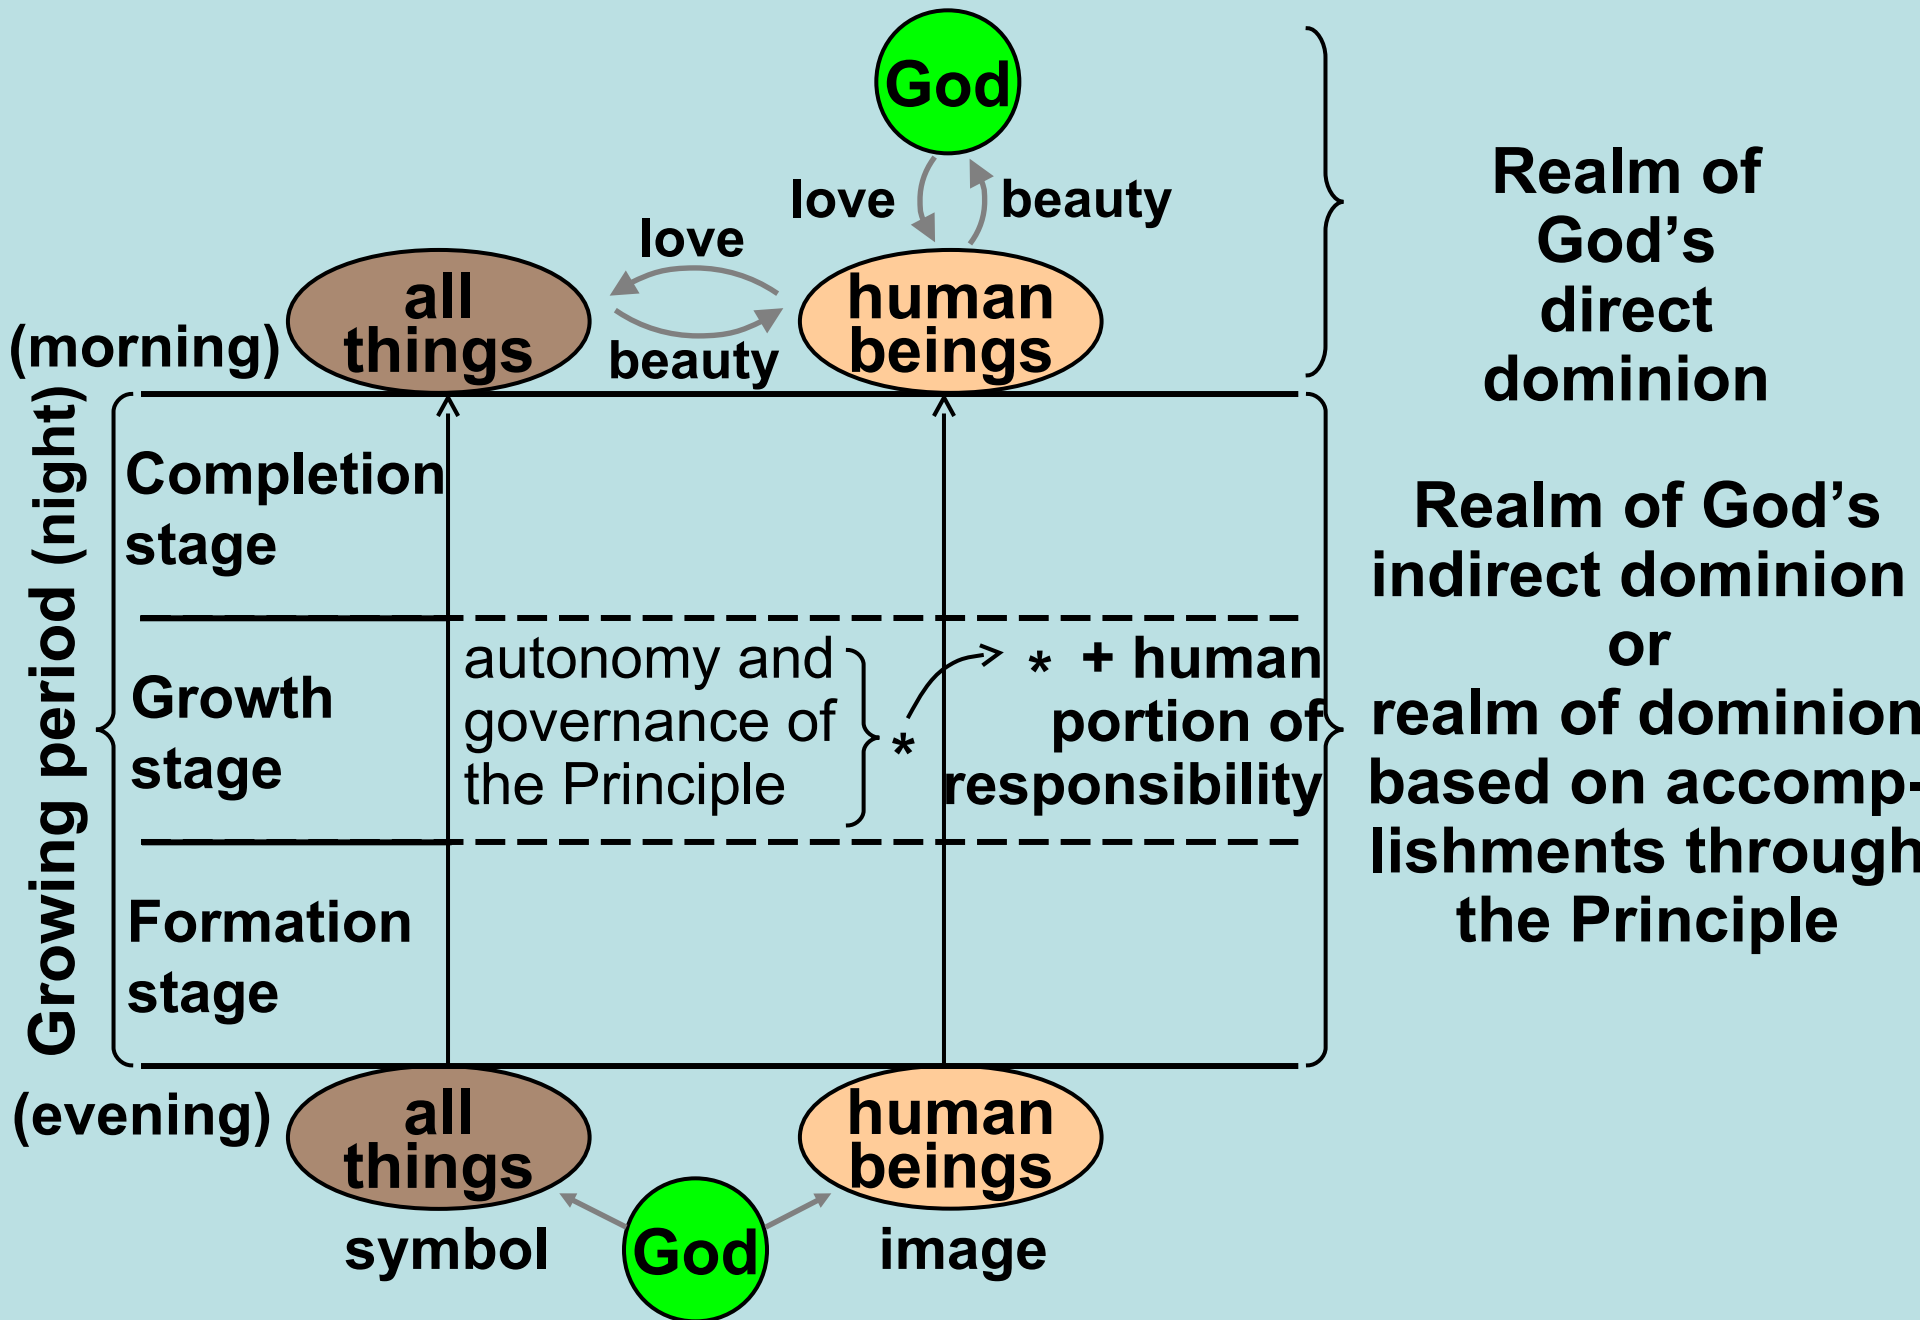 God
love
beauty
love
all
things
human
beings
beauty
(morning)
Realm of
God’s
direct
dominion
Growing period (night)
Completion
stage
Growth
stage
Formation
stage
autonomy and
governance of
the Principle
*
* + human
portion of
responsibility
Realm of God’s
indirect dominion
or
realm of dominion
based on accomp-
lishments through
the Principle
(evening)
all
things
human
beings
symbol
God
image